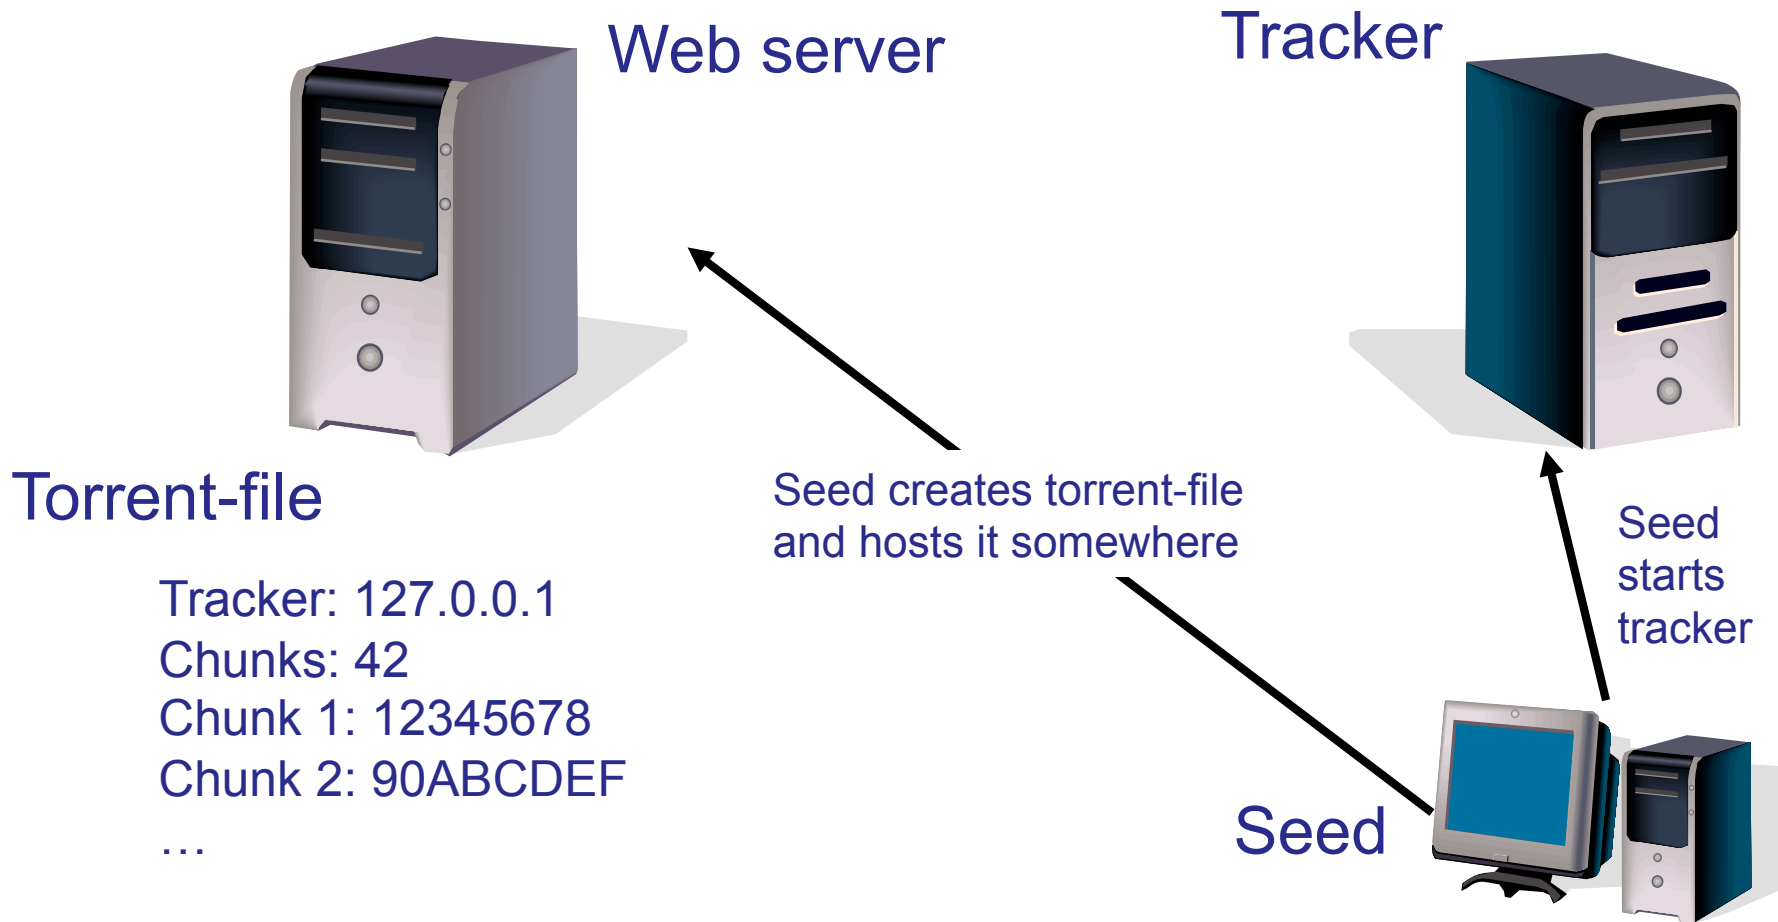 Web server
Tracker
Torrent-file
Tracker: 127.0.0.1
Chunks: 42
Chunk 1: 12345678
Chunk 2: 90ABCDEF
…
Seed creates torrent-file
and hosts it somewhere
Seed
starts
tracker
Seed